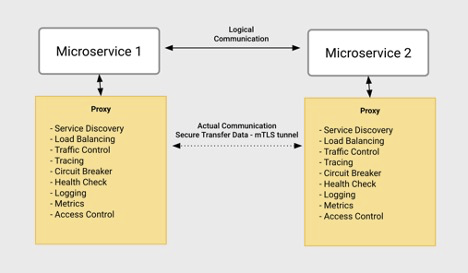 Logical
Communication
Microservice 1
Microservice 2
Proxy
- Service Discovery
- Load Balancing
- Traffic Control
- Tracing
- Circuit Breaker
- Health Check
- Logging
- Metrics
- Access Control
Actual Communication
Secure Transfer Data - mTLS tunnel
Proxy
- Service Discovery
- Load Balancing
- Traffic Control
- Tracing
- Circuit Breaker
- Health Check
- Logging
- Metrics
- Access Control